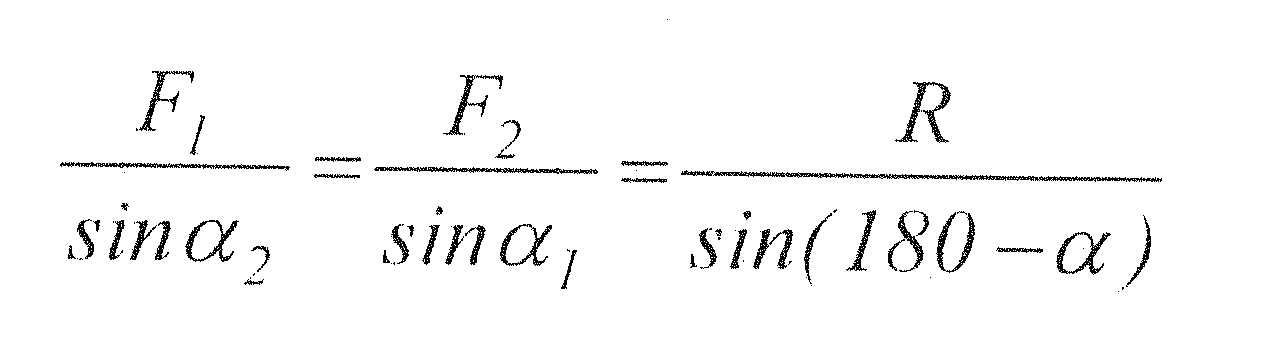 F₁/sinα₂ = F₂/sinα₁ = R/sin(180−α)